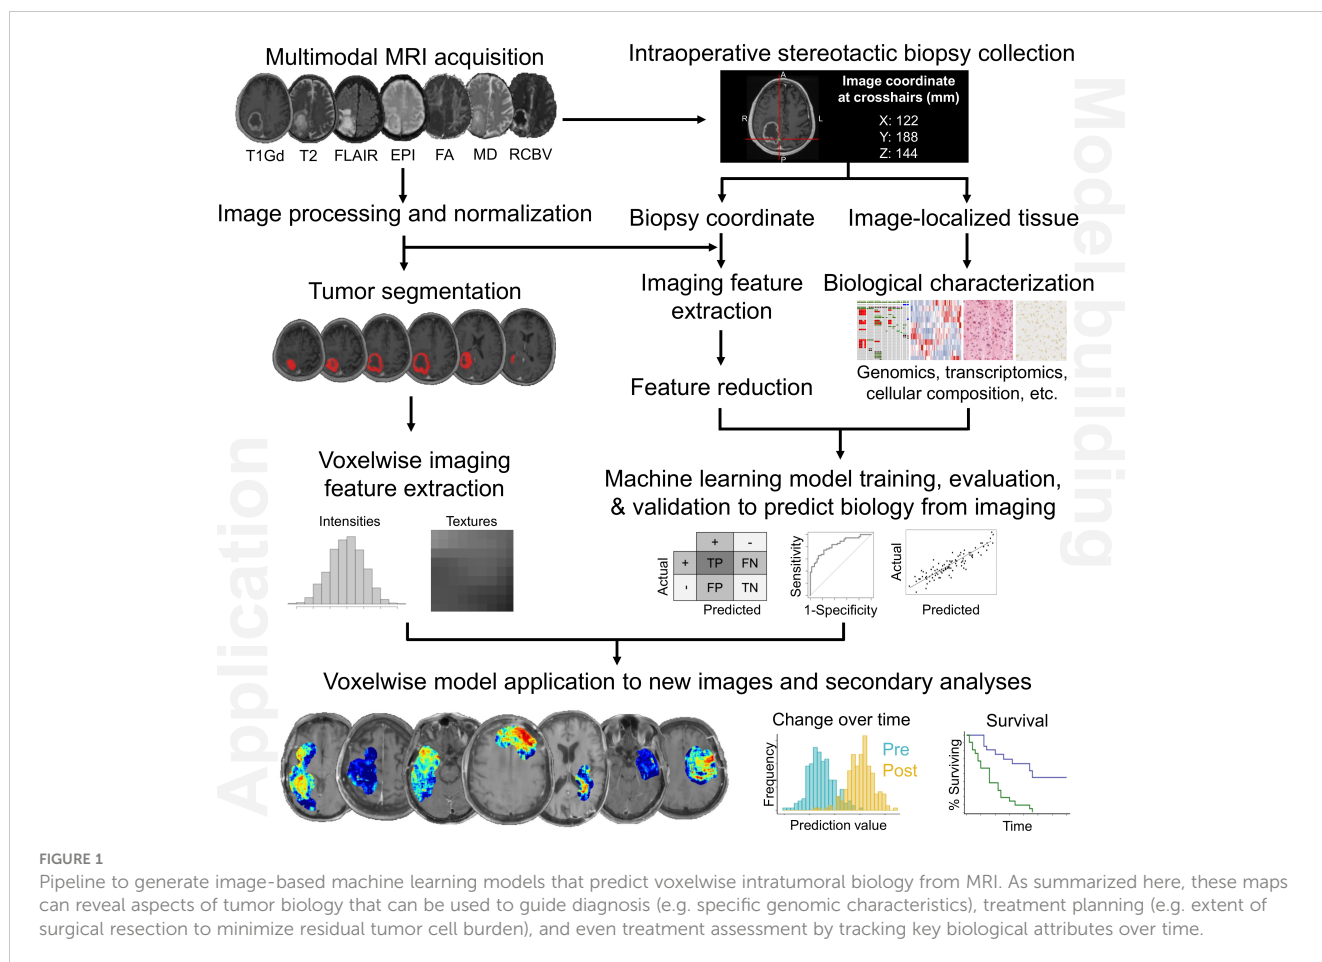 Multimodal MRI acquisition
T1Gd T2 FLAIR EPI FA MD RCBV
Intraoperative stereotactic biopsy collection
A
R
L
P
Image coordinate
at crosshairs (mm)
X: 122
Y: 188
Z: 144
Model building
Image processing and normalization
Biopsy coordinate
Image-localized tissue
Tumor segmentation
Imaging feature
extraction
Biological characterization
Genomics, transcriptomics,
cellular composition, etc.
Feature reduction
Application
Voxelwise imaging
feature extraction
Intensities
Textures
Machine learning model training, evaluation,
& validation to predict biology from imaging
+ -
Actual
+ TP FN
- FP TN
Predicted
Sensitivity
1-Specificity
Actual
Predicted
Voxelwise model application to new images and secondary analyses
Change over time
Frequency
Pre
Post
Prediction value
Survival
% Surviving
Time
FIGURE 1
Pipeline to generate image-based machine learning models that predict voxelwise intratumoral biology from MRI. As summarized here, these maps
can reveal aspects of tumor biology that can be used to guide diagnosis (e.g. specific genomic characteristics), treatment planning (e.g. extent of
surgical resection to minimize residual tumor cell burden), and even treatment assessment by tracking key biological attributes over time.